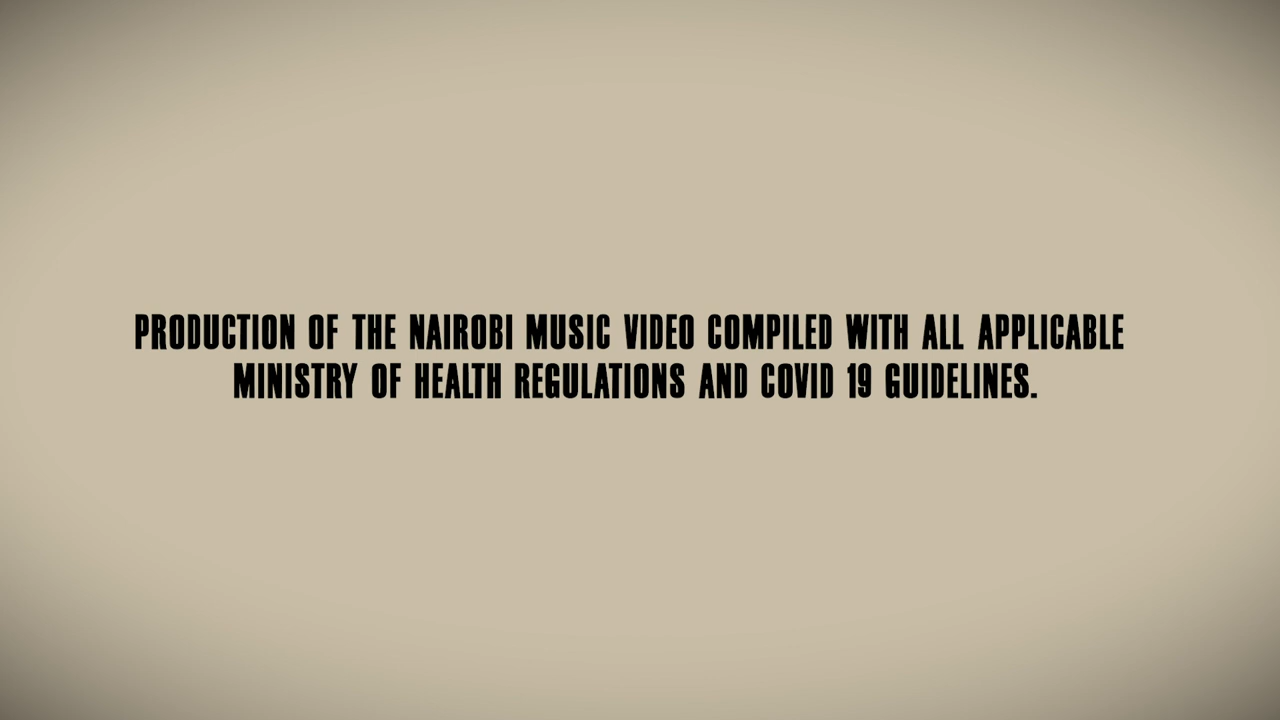 PRODUCTION OF THE NAIROBI MUSIC VIDEO COMPILED WITH ALL APPLICABLE
MINISTRY OF HEALTH REGULATIONS AND COVID 19 GUIDELINES.